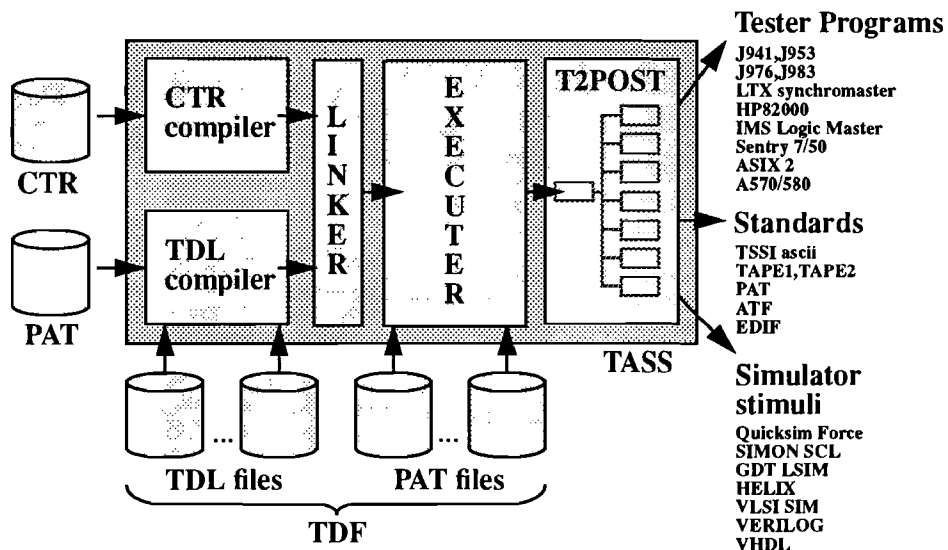 Tester Programs
J941,J953
J976,J983
LTX synchromaster
HP82000
IMS Logic Master
Sentry 7/50
ASIX 2
A570/580
CTR
compiler
LINKER
EXECUTER
T2POST
CTR
TDL
compiler
PAT
Standards
TSSI ascii
TAPE1,TAPE2
PAT
ATF
EDIF
TASS
Simulator
stimuli
Quicksim Force
SIMON SCL
GDT LSIM
HELIX
VLSI SIM
VERILOG
VHDL
...
...
TDL files
PAT files
TDF